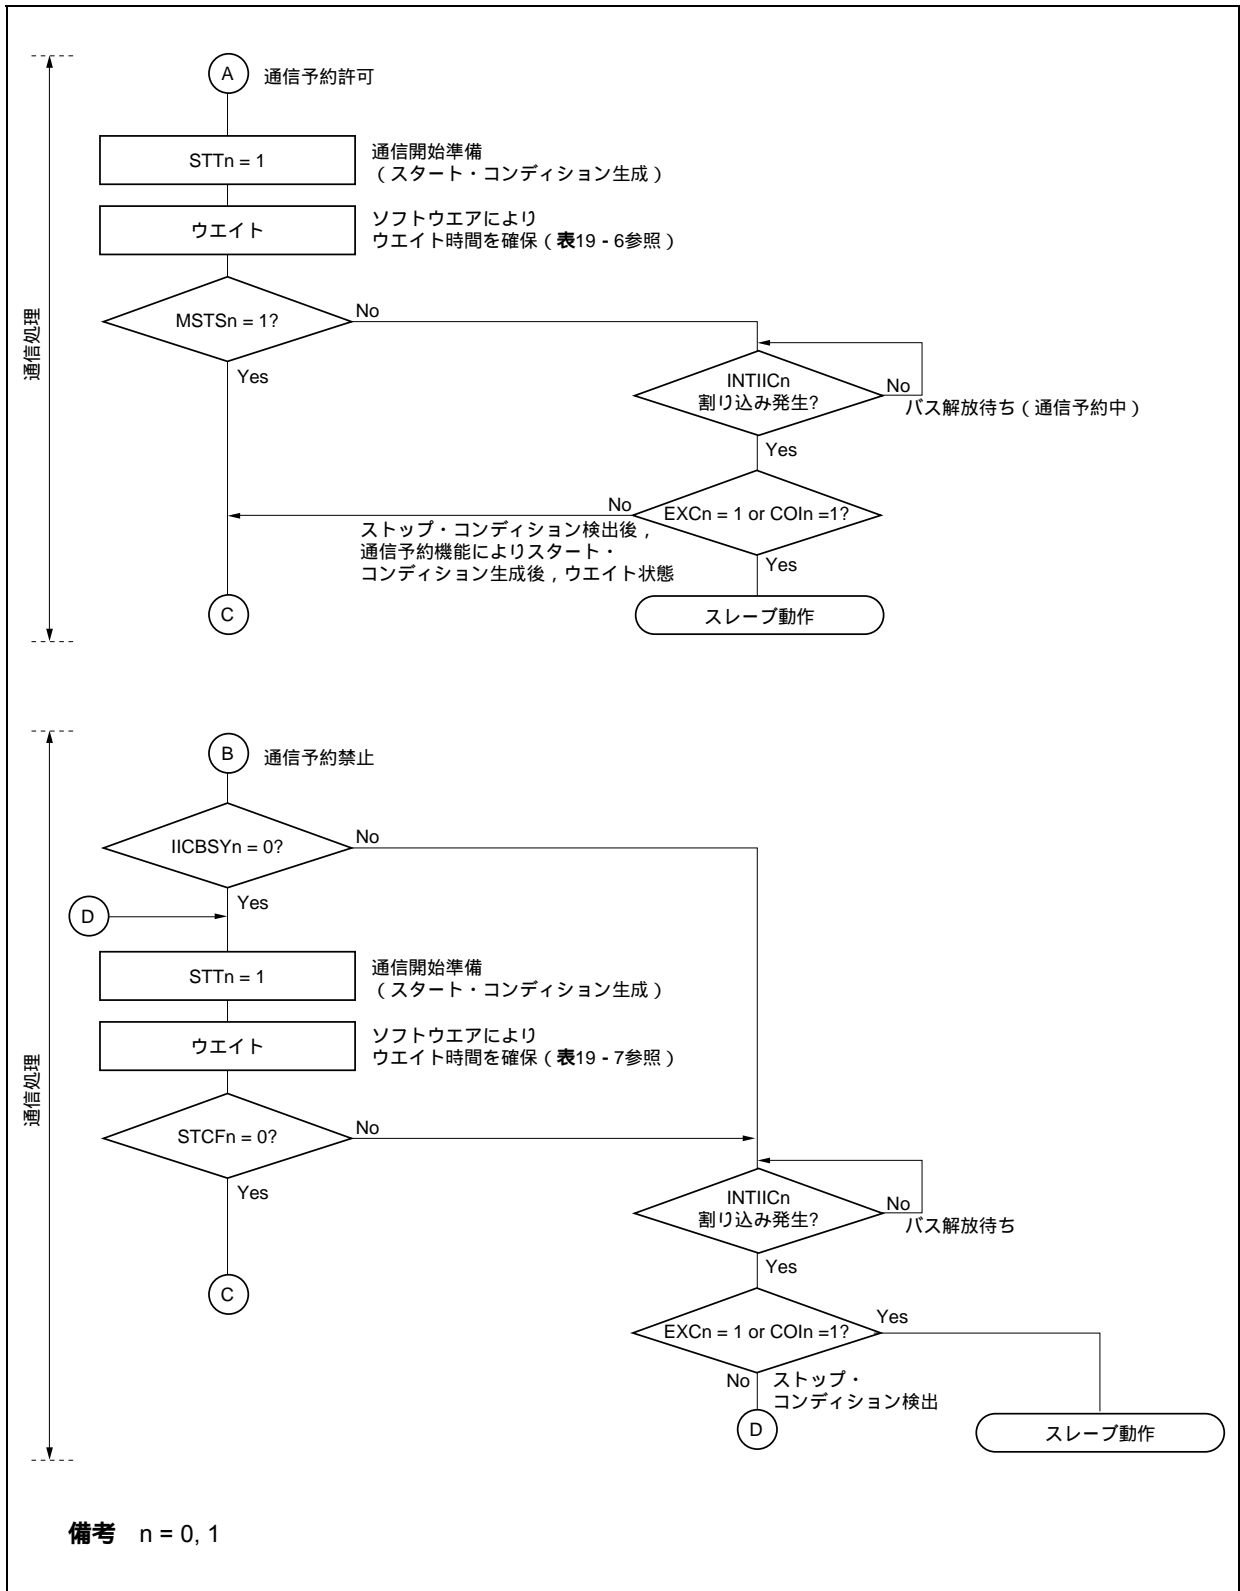 A 通信予約許可
STTn = 1
通信開始準備
（スタート・コンディション生成）
ウエイト
ソフトウエアにより
ウエイト時間を確保（表19 - 6参照）
MSTSn = 1?
No
Yes
INTIICn
割り込み発生?
No
バス解放待ち（通信予約中）
Yes
EXCn = 1 or COIn =1?
No
ストップ・コンディション検出後，
通信予約機能によりスタート・
コンディション生成後，ウエイト状態
Yes
C
スレーブ動作
通信処理
B 通信予約禁止
IICBSYn = 0?
No
Yes
D
STTn = 1
通信開始準備
（スタート・コンディション生成）
ウエイト
ソフトウエアにより
ウエイト時間を確保（表19 - 7参照）
STCFn = 0?
No
Yes
INTIICn
割り込み発生?
No
バス解放待ち
Yes
C
EXCn = 1 or COIn =1?
Yes
No
ストップ・
コンディション検出
D
スレーブ動作
通信処理
備考 n = 0, 1